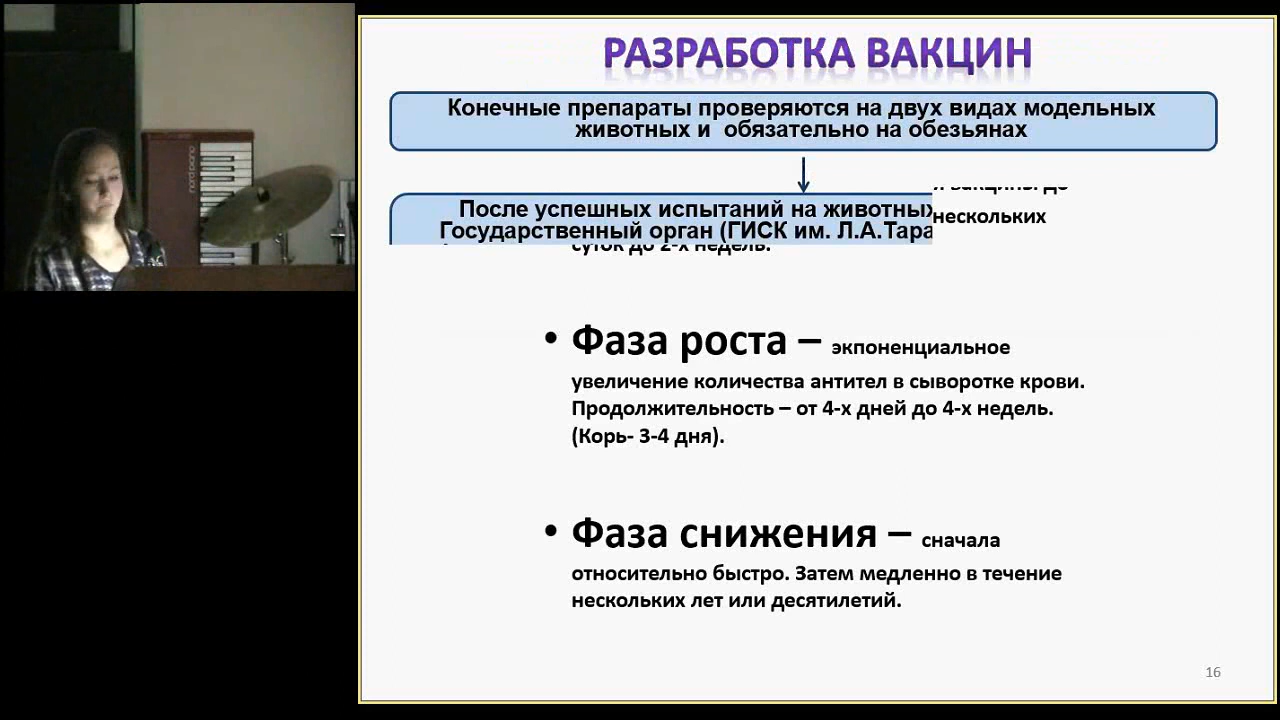 РАЗРАБОТКА ВАКЦИН
Конечные препараты проверяются на двух видах модельных
животных и обязательно на обезьянах
После успешных испытаний на животных
нескольких
Государственный орган (ГИСК им. Л.А.Тара
суток до 2-х недель.
• Фаза роста – экпоненциальное
увеличение количества антител в сыворотке крови.
Продолжительность – от 4-х дней до 4-х недель.
(Корь- 3-4 дня).
• Фаза снижения – сначала
относительно быстро. Затем медленно в течение
нескольких лет или десятилетий.
16
nord piano